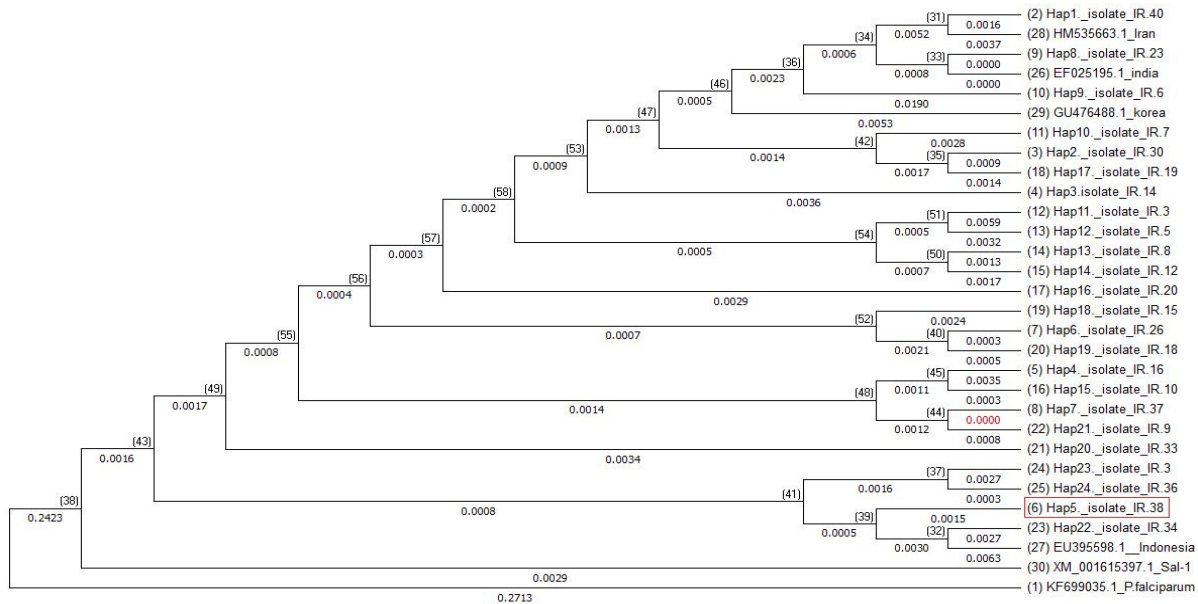 (31)
(2) Hap1._isolate_IR.40
0.0016
(34)
0.0052
(28) HM535663.1_Iran
0.0037
0.0006
(33)
(9) Hap8._isolate_IR.23
0.0000
(36)
0.0008
(26) EF025195.1_india
0.0023
0.0000
(46)
(10) Hap9._isolate_IR.6
0.0005
0.0190
(47)
(29) GU476488.1_korea
0.0013
0.0053
(11) Hap10._isolate_IR.7
(42)
0.0028
(53)
0.0014
(35)
(3) Hap2._isolate_IR.30
0.0009
0.0009
0.0017
(18) Hap17._isolate_IR.19
0.0014
(58)
(4) Hap3.isolate_IR.14
0.0002
0.0036
(51)
(12) Hap11._isolate_IR.3
0.0059
(57)
(54)
0.0005
(13) Hap12._isolate_IR.5
0.0032
0.0003
0.0005
(50)
(14) Hap13._isolate_IR.8
0.0013
(56)
0.0007
(15) Hap14._isolate_IR.12
0.0017
0.0004
(17) Hap16._isolate_IR.20
0.0029
(19) Hap18._isolate_IR.15
(52)
0.0024
(55)
0.0007
(40)
(7) Hap6._isolate_IR.26
0.0003
0.0008
0.0021
(20) Hap19._isolate_IR.18
0.0005
(45)
(5) Hap4._isolate_IR.16
0.0035
(49)
(48)
0.0011
(16) Hap15._isolate_IR.10
0.0003
0.0017
0.0014
(44)
(8) Hap7._isolate_IR.37
0.0000
0.0012
(22) Hap21._isolate_IR.9
0.0008
(43)
(21) Hap20._isolate_IR.33
0.0016
0.0034
(37)
(24) Hap23._isolate_IR.3
0.0027
(41)
0.0016
(25) Hap24._isolate_IR.36
0.0003
(38)
0.0008
(39)
(6) Hap5._isolate_IR.38
0.0015
0.2423
0.0005
(32)
(23) Hap22._isolate_IR.34
0.0027
0.0030
(27) EU395598.1__Indonesia
0.0063
(30) XM_001615397.1_Sal-1
0.0029
(1) KF699035.1_P.falciparum
0.2713